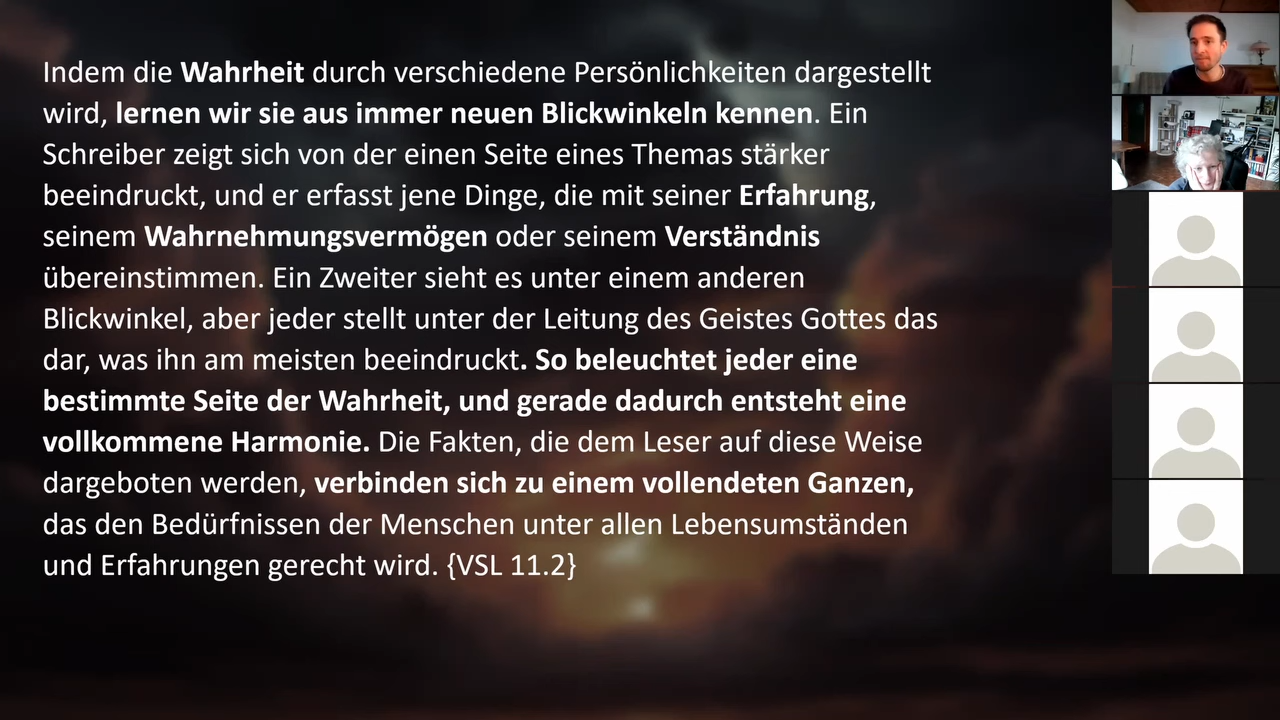 Indem die Wahrheit durch verschiedene Persönlichkeiten dargestellt
wird, lernen wir sie aus immer neuen Blickwinkeln kennen. Ein
Schreiber zeigt sich von der einen Seite eines Themas stärker
beeindruckt, und er erfasst jene Dinge, die mit seiner Erfahrung,
seinem Wahrnehmungsvermögen oder seinem Verständnis
übereinstimmen. Ein Zweiter sieht es unter einem anderen
Blickwinkel, aber jeder stellt unter der Leitung des Geistes Gottes das
dar, was ihn am meisten beeindruckt. So beleuchtet jeder eine
bestimmte Seite der Wahrheit, und gerade dadurch entsteht eine
vollkommene Harmonie. Die Fakten, die dem Leser auf diese Weise
dargeboten werden, verbinden sich zu einem vollendeten Ganzen,
das den Bedürfnissen der Menschen unter allen Lebensumständen
und Erfahrungen gerecht wird. {VSL 11.2}